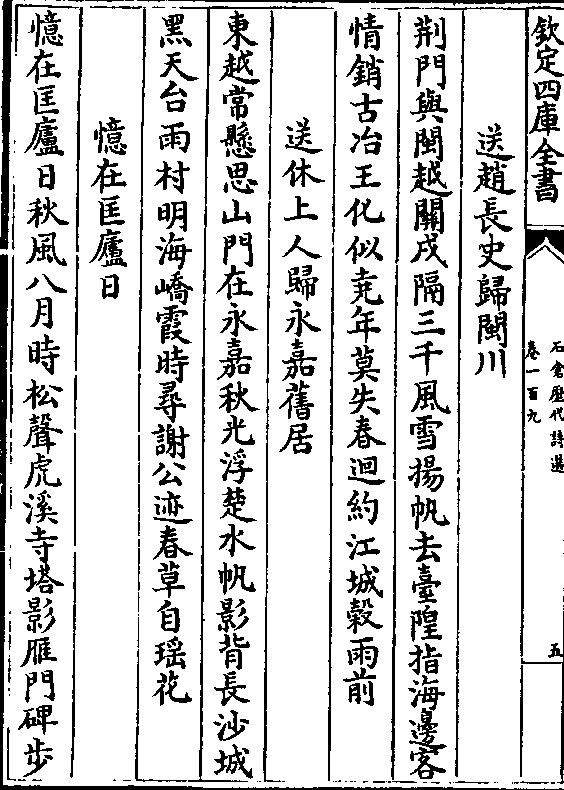 欽定四庫全書
石倉歷代詩選
卷一百九
五
送趙長史歸閩川
荆門與閩越關戍隔三千風雪揚帆去臺隍指海邊客
情銷古冶王化似堯年莫失春迴約江城榖雨前
送休上人歸永嘉舊居
東越常懸思山門在永嘉秋光浮楚水帆影背長沙城
黑天台雨村明海嶠霞時尋謝公迹春草自瑶花
憶在匡廬日
憶在匡廬日秋風八月時松聲虎溪寺塔影雁門碑步